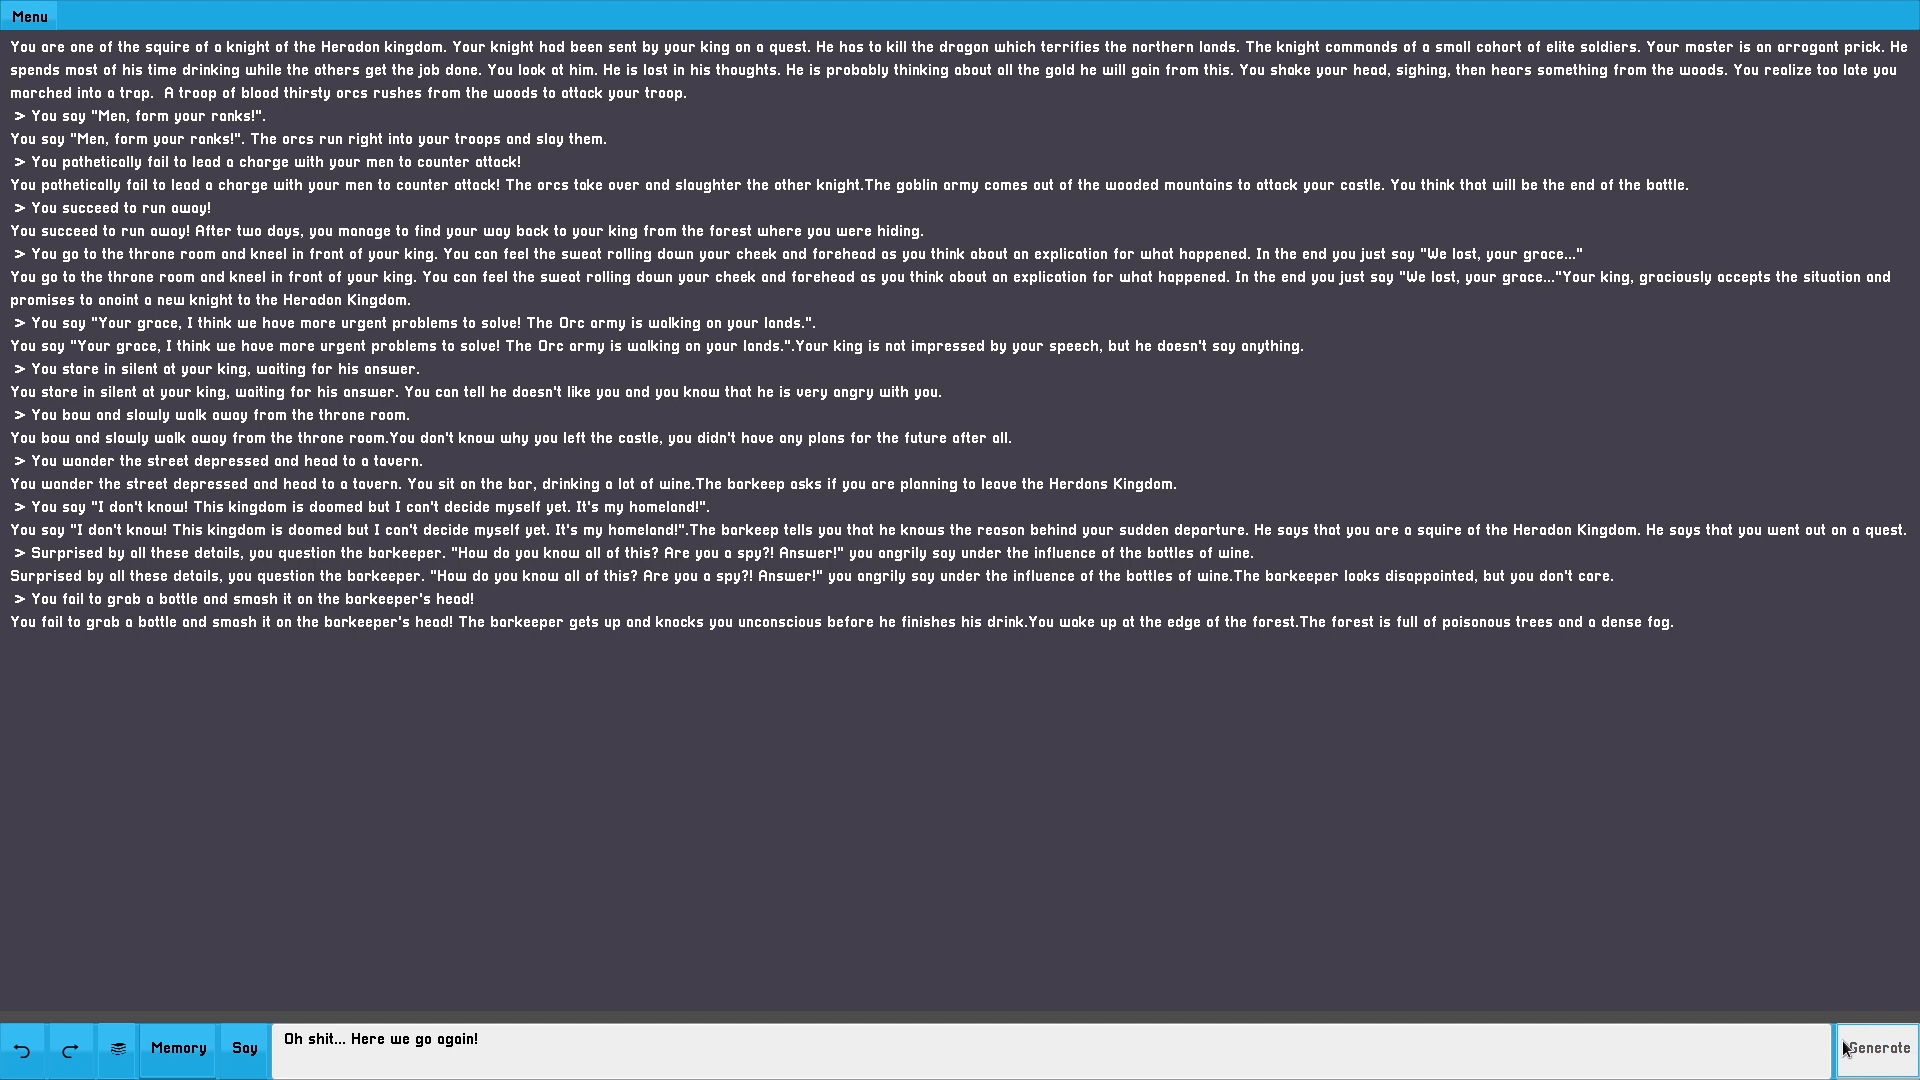 Menu
You are one of the squire of a knight of the Heradon kingdom. Your knight had been sent by your king on a quest. He has to kill the dragon which terrifies the northern lands. The knight commands of a small cohort of elite soldiers. Your master is an arrogant prick. He
spends most of his time drinking while the others get the job done. You look at him. He is lost in his thoughts. He is probably thinking about all the gold he will gain from this. You shake your head, sighing, then hears something from the woods. You realize too late you
marched into a trap.  A troop of blood thirsty orcs rushes from the woods to attack your troop.
> You say "Men, form your ranks!".
You say "Men, form your ranks!". The orcs run right into your troops and slay them.
> You pathetically fail to lead a charge with your men to counter attack!
You pathetically fail to lead a charge with your men to counter attack! The orcs take over and slaughter the other knight.The goblin army comes out of the wooded mountains to attack your castle. You think that will be the end of the battle.
> You succeed to run away!
You succeed to run away! After two days, you manage to find your way back to your king from the forest where you were hiding.
> You go to the throne room and kneel in front of your king. You can feel the sweat rolling down your cheek and forehead as you think about an explication for what happened. In the end you just say "We lost, your grace..."
You go to the throne room and kneel in front of your king. You can feel the sweat rolling down your cheek and forehead as you think about an explication for what happened. In the end you just say "We lost, your grace..."Your king, graciously accepts the situation and
promises to anoint a new knight to the Heradon Kingdom.
> You say "Your grace, I think we have more urgent problems to solve! The Orc army is walking on your lands.".
You say "Your grace, I think we have more urgent problems to solve! The Orc army is walking on your lands.".Your king is not impressed by your speech, but he doesn't say anything.
> You stare in silent at your king, waiting for his answer.
You stare in silent at your king, waiting for his answer. You can tell he doesn't like you and you know that he is very angry with you.
> You bow and slowly walk away from the throne room.
You bow and slowly walk away from the throne room.You don't know why you left the castle, you didn't have any plans for the future after all.
> You wander the street depressed and head to a tavern.
You wander the street depressed and head to a tavern. You sit on the bar, drinking a lot of wine.The barkeep asks if you are planning to leave the Herdons Kingdom.
> You say "I don't know! This kingdom is doomed but I can't decide myself yet. It's my homeland!".
You say "I don't know! This kingdom is doomed but I can't decide myself yet. It's my homeland!".The barkeep tells you that he knows the reason behind your sudden departure. He says that you are a squire of the Heradon Kingdom. He says that you went out on a quest.
> Surprised by all these details, you question the barkeeper. "How do you know all of this? Are you a spy?! Answer!" you angrily say under the influence of the bottles of wine.
Surprised by all these details, you question the barkeeper. "How do you know all of this? Are you a spy?! Answer!" you angrily say under the influence of the bottles of wine.The barkeeper looks disappointed, but you don't care.
> You fail to grab a bottle and smash it on the barkeeper's head!
You fail to grab a bottle and smash it on the barkeeper's head! The barkeeper gets up and knocks you unconscious before he finishes his drink.You wake up at the edge of the forest.The forest is full of poisonous trees and a dense fog.
Memory Say Oh shit... Here we go again! Generate